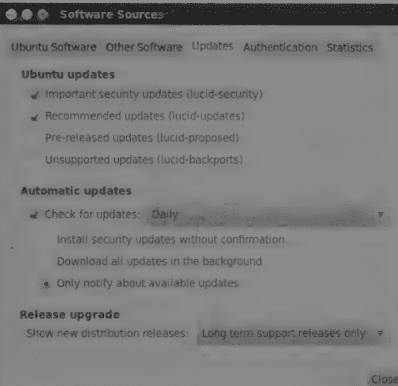 Software Sources
Ubuntu Software Other Software Updates Authentication Statistics
Ubuntu updates
Important security updates (lucid-security)
Recommended updates (lucid-updates)
Pre-released updates (lucid-proposed)
Unsupported updates (lucid-backports)
Automatic updates
Check for updates: Daily
Install security updates without confirmation
Download all updates in the background
Only notify about available updates
Release upgrade
Show new distribution releases: Long term support releases only
Close